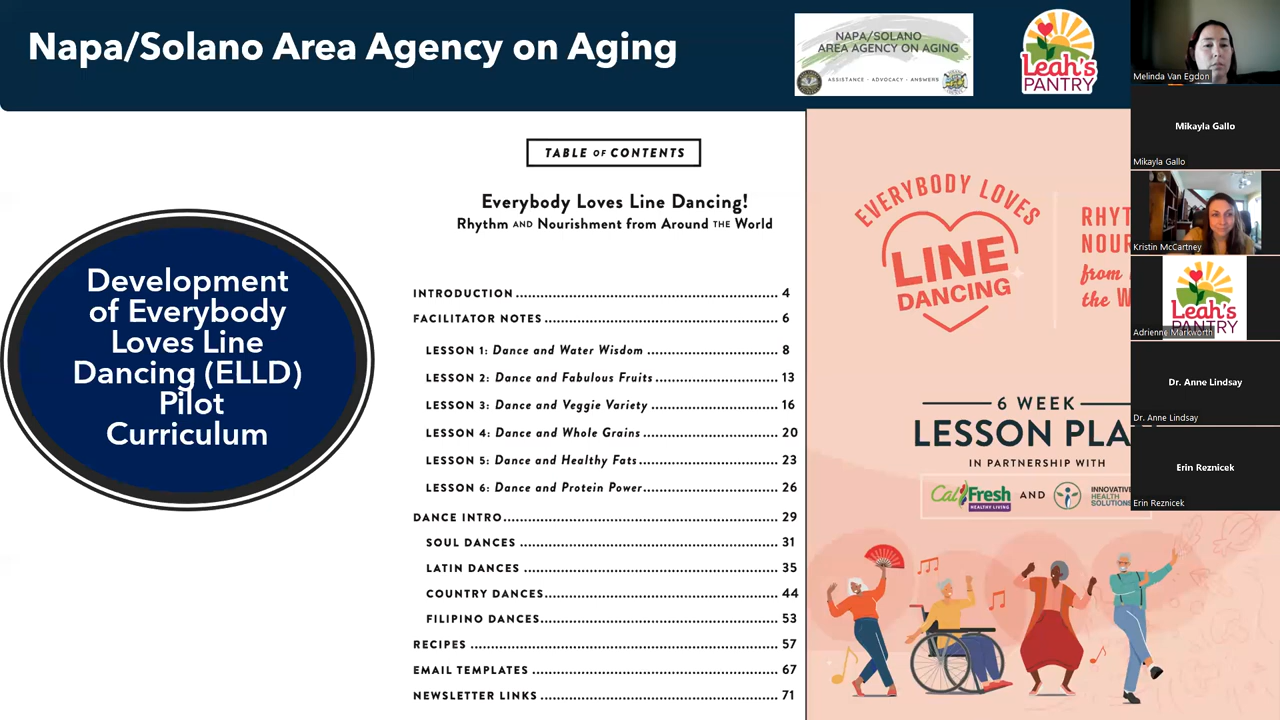 Napa/Solano Area Agency on Aging
NAPA/SOLANO
AREA AGENCY ON AGING
ASSISTANCE - ADVOCACY - ANSWERS
Leah's
PANTRY
Development
of Everybody
Loves Line
Dancing (ELLD)
Pilot
Curriculum
TABLE OF CONTENTS
Everybody Loves Line Dancing!
Rhythm AND Nourishment from Around THE World
INTRODUCTION 4
FACILITATOR NOTES 6
LESSON 1: Dance and Water Wisdom 8
LESSON 2: Dance and Fabulous Fruits 13
LESSON 3: Dance and Veggie Variety 16
LESSON 4: Dance and Whole Grains 20
LESSON 5: Dance and Healthy Fats 23
LESSON 6: Dance and Protein Power 26
DANCE INTRO 29
SOUL DANCES 31
LATIN DANCES 35
COUNTRY DANCES 44
FILIPINO DANCES 53
RECIPES 57
EMAIL TEMPLATES 67
NEWSLETTER LINKS 71
EVERYBODY LOVES
LINE
DANCING
RHYT
NOUR
from
the W
6 WEEK
LESSON PLA
IN PARTNERSHIP WITH
CalFresh
HEALTHY LIVING
AND
INNOVATIVE
HEALTH
SOLUTIONS
Melinda Van Egdon
Mikayla Gallo
Mikayla Gallo
Kristin McCartney
Leah's
PANTRY
Adrienne Markworth
Dr. Anne Lindsay
Dr. Anne Lindsay
Erin Reznicek
Erin Reznicek